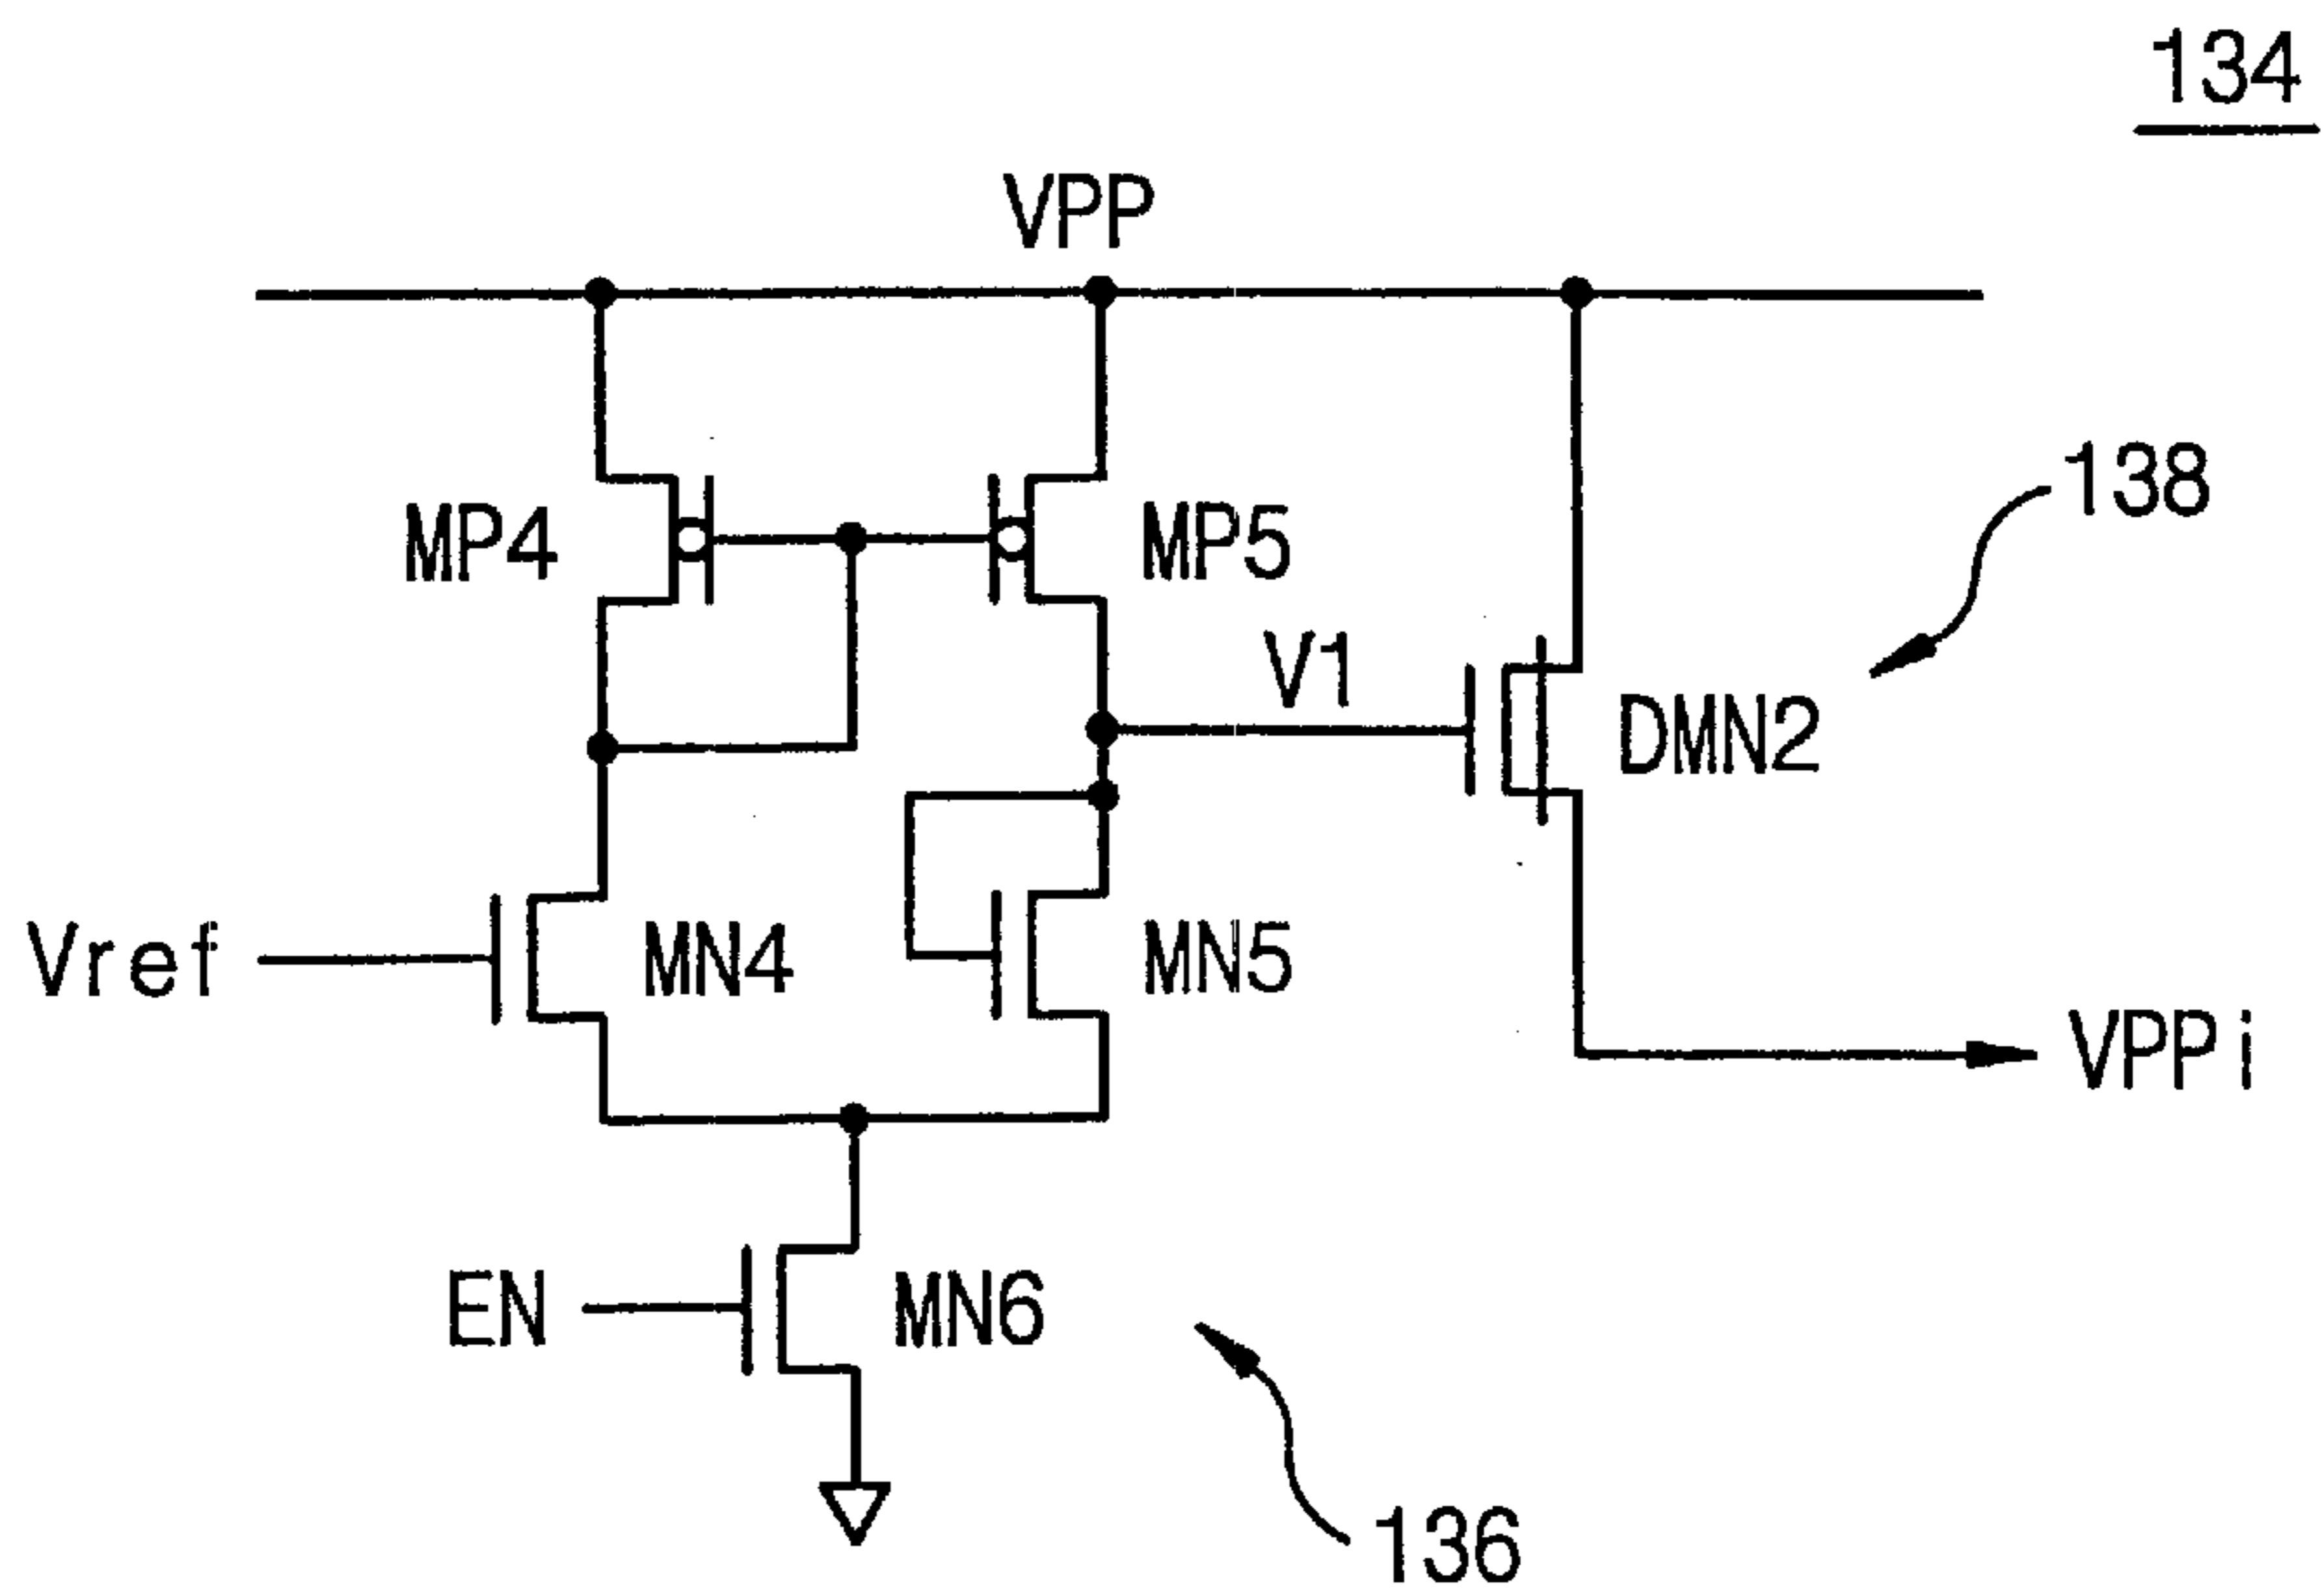 134
VPP
138
MP4
MP5
V1
DMN2
Vref
MN4
MN5
VPPi
EN
MN6
136